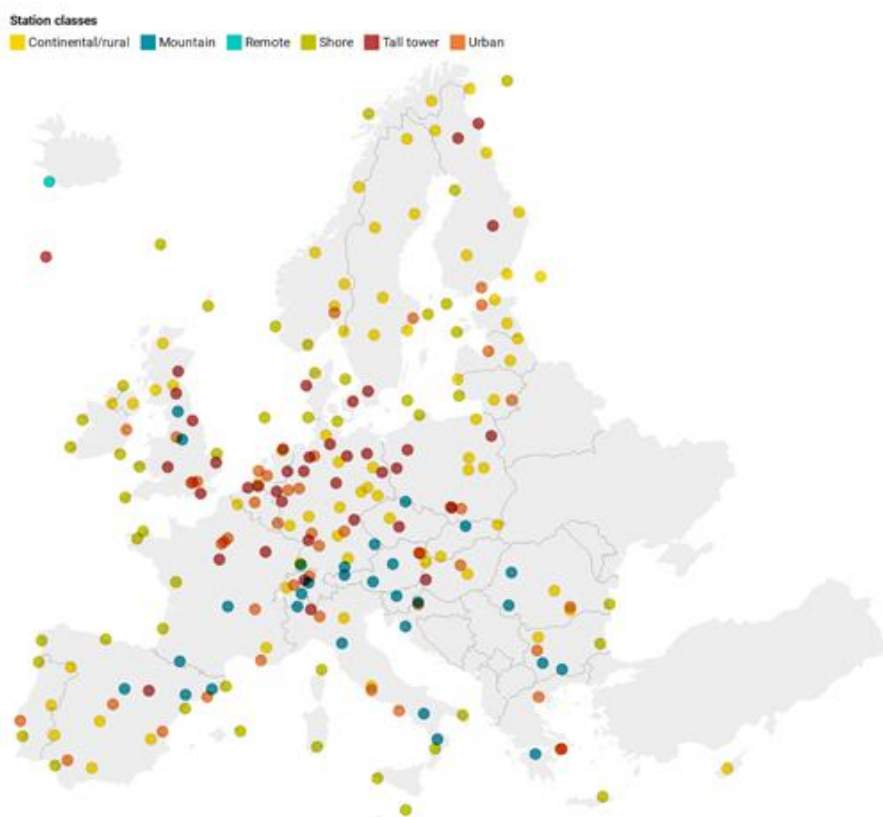 Station classes
Continental/rural Mountain Remote Shore Tall tower Urban